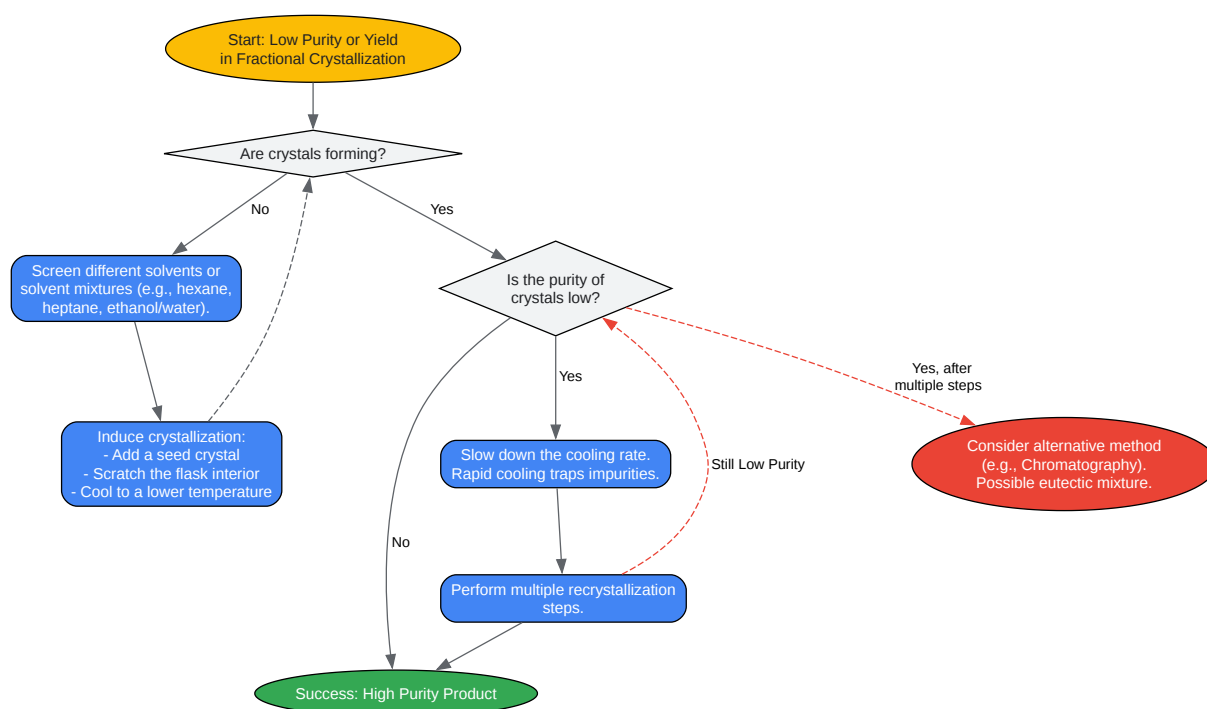 Start: Low Purity or Yield
in Fractional Crystallization
Are crystals forming?
No
Yes
Screen different solvents or
solvent mixtures (e.g., hexane,
heptane, ethanol/water).
Is the purity of
crystals low?
Yes, after
multiple steps
Yes
Induce crystallization:
- Add a seed crystal
- Scratch the flask interior
- Cool to a lower temperature
Slow down the cooling rate.
Rapid cooling traps impurities.
Still Low Purity
Consider alternative method
(e.g., Chromatography).
Possible eutectic mixture.
No
Perform multiple recrystallization
steps.
Success: High Purity Product